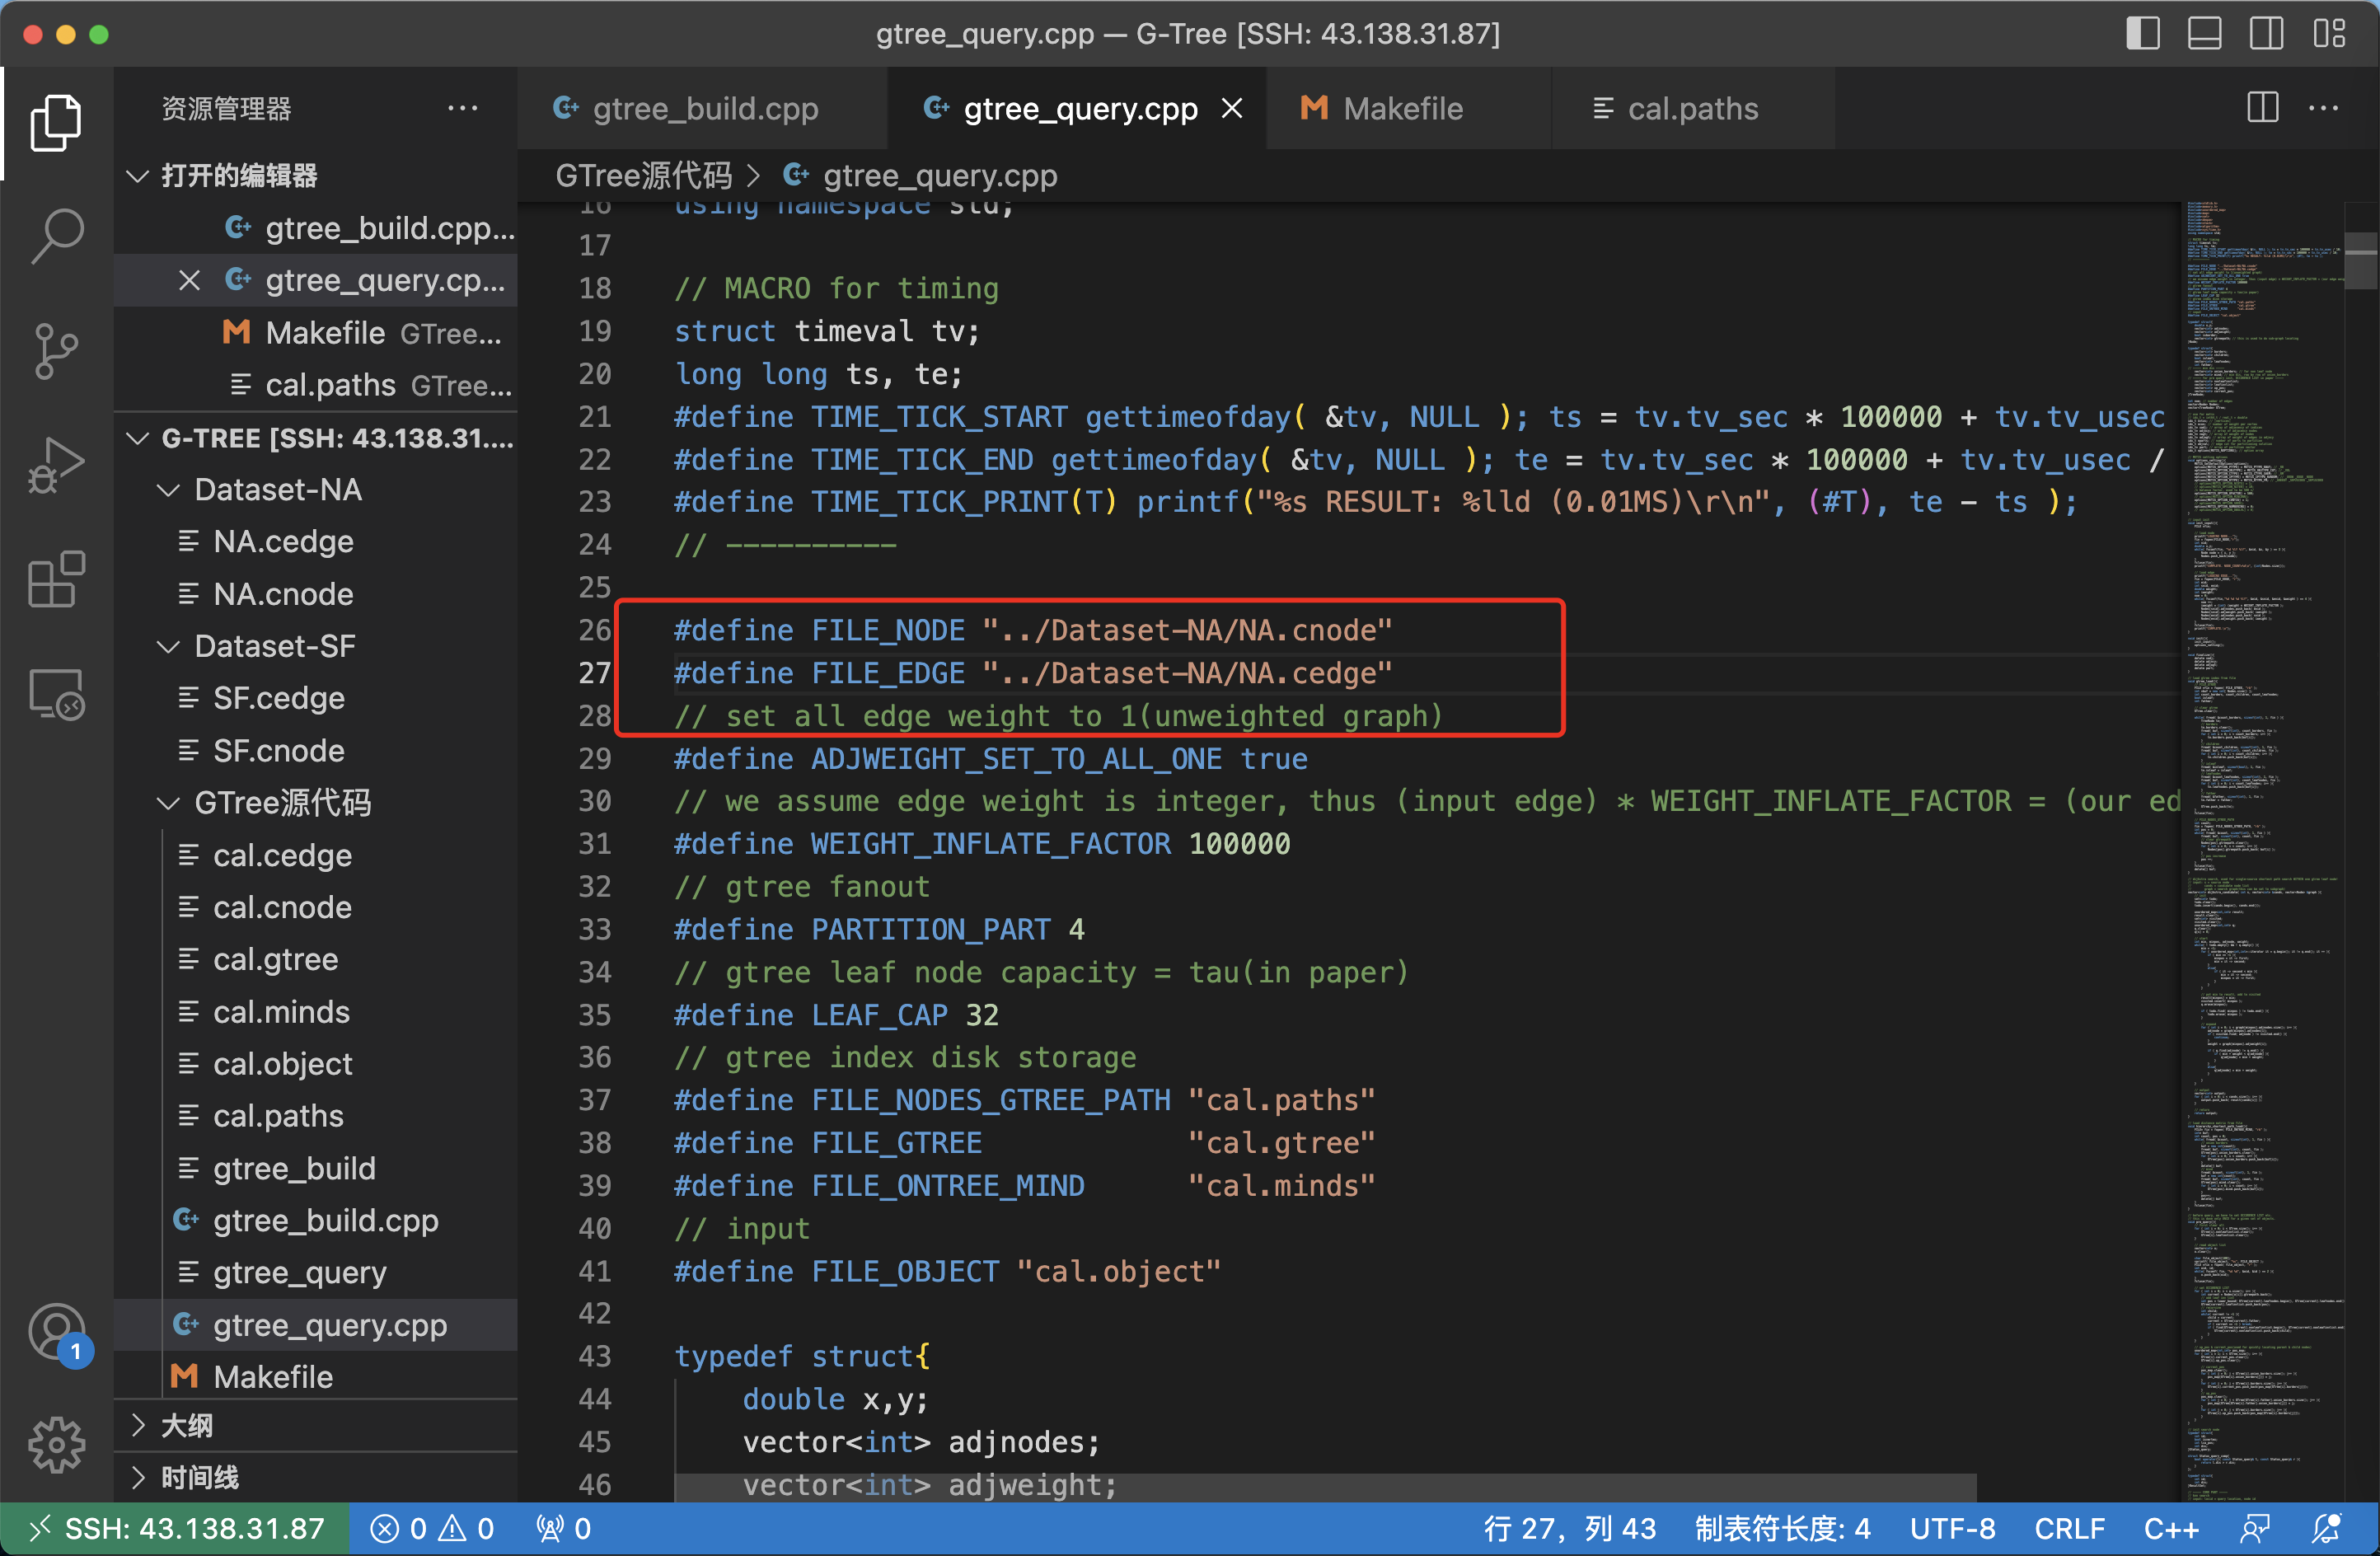 gtree_query.cpp — G-Tree [SSH: 43.138.31.87]
资源管理器
打开的编辑器
gtree_build.cpp...
gtree_query.cp...
Makefile GTree...
cal.paths GTree...
G-TREE [SSH: 43.138.31....
Dataset-NA
NA.cedge
NA.cnode
Dataset-SF
SF.cedge
SF.cnode
GTree源代码
cal.cedge
cal.cnode
cal.gtree
cal.minds
cal.object
cal.paths
gtree_build
gtree_build.cpp
gtree_query
gtree_query.cpp
Makefile
大纲
时间线
1
gtree_build.cpp
gtree_query.cpp
Makefile
cal.paths
GTree源代码 > gtree_query.cpp
16 using namespace std;
17
18 // MACRO for timing
19 struct timeval tv;
20 long long ts, te;
21 #define TIME_TICK_START gettimeofday( &tv, NULL ); ts = tv.tv_sec * 100000 + tv.tv_usec
22 #define TIME_TICK_END gettimeofday( &tv, NULL ); te = tv.tv_sec * 100000 + tv.tv_usec /
23 #define TIME_TICK_PRINT(T) printf("%s RESULT: %lld (0.01MS)\r\n", (#T), te - ts );
24 // ----------
25
26 #define FILE_NODE "../Dataset-NA/NA.cnode"
27 #define FILE_EDGE "../Dataset-NA/NA.cedge"
28 // set all edge weight to 1(unweighted graph)
29 #define ADJWEIGHT_SET_TO_ALL_ONE true
30 // we assume edge weight is integer, thus (input edge) * WEIGHT_INFLATE_FACTOR = (our ed
31 #define WEIGHT_INFLATE_FACTOR 100000
32 // gtree fanout
33 #define PARTITION_PART 4
34 // gtree leaf node capacity = tau(in paper)
35 #define LEAF_CAP 32
36 // gtree index disk storage
37 #define FILE_NODES_GTREE_PATH "cal.paths"
38 #define FILE_GTREE "cal.gtree"
39 #define FILE_ONTREE_MIND "cal.minds"
40 // input
41 #define FILE_OBJECT "cal.object"
42
43 typedef struct{
44 double x,y;
45 vector<int> adjnodes;
46 vector<int> adjweight;
SSH: 43.138.31.87
0 0
0
行 27，列 43
制表符长度: 4
UTF-8
CRLF
C++